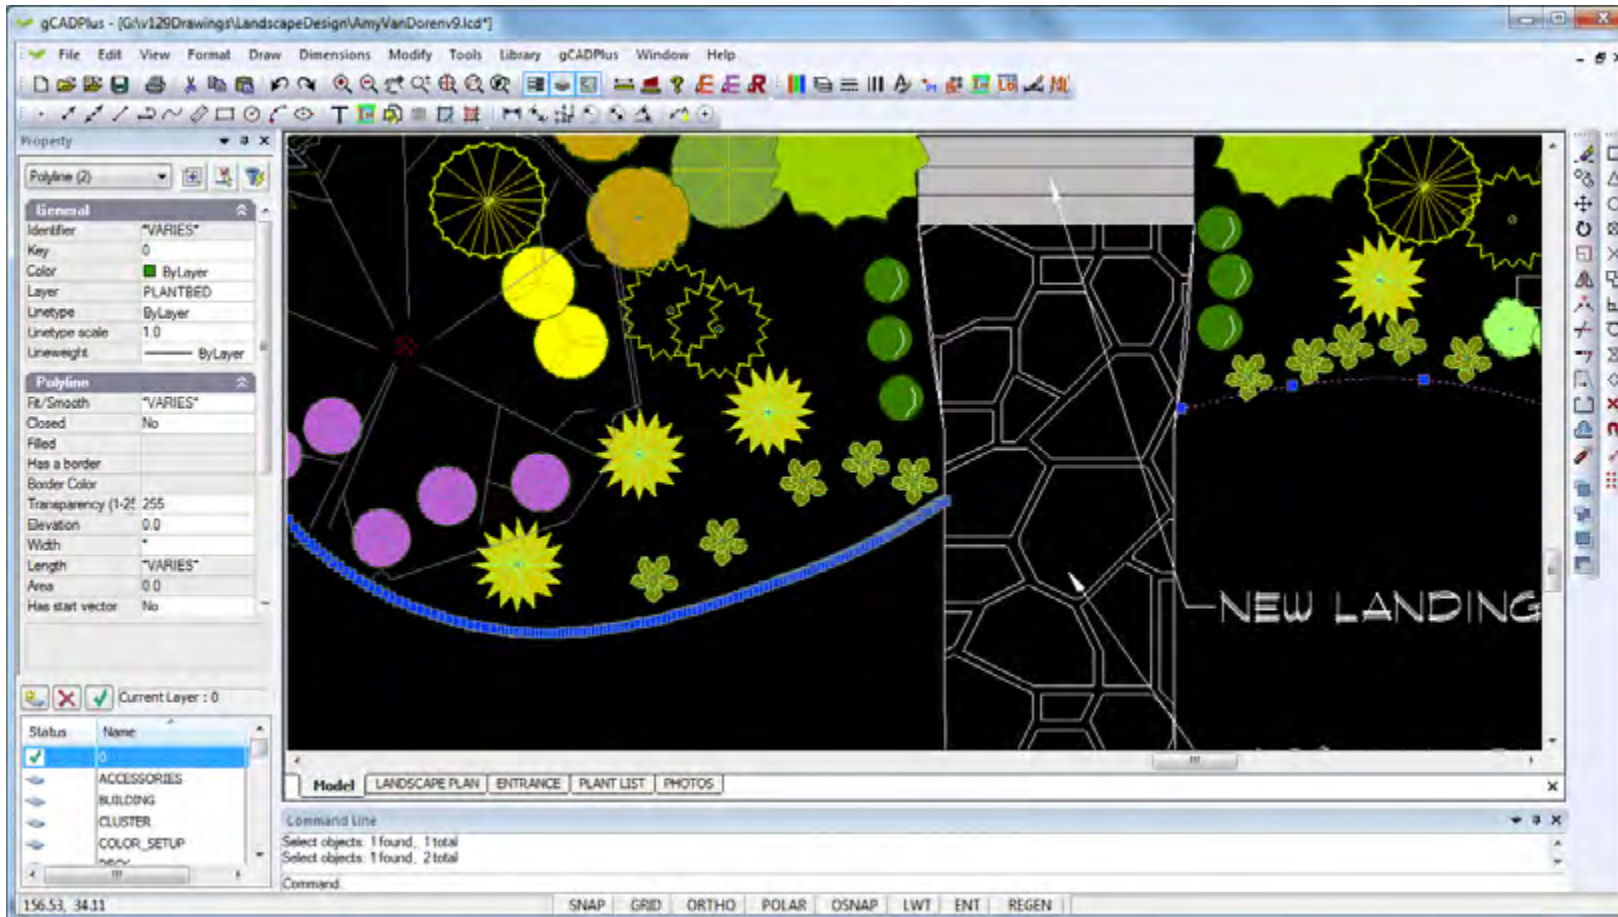 gCADPlus - [G:\v129Drawings\LandscapeDesign\AmyVanDorenv9.lcd*]
File Edit View Format Draw Dimensions Modify Tools Library gCADPlus Window Help
Property
Polyline (2)
General
Identifier *VARIES*
Key 0
Color ByLayer
Layer PLANTBED
Linetype ByLayer
Linetype scale 1.0
Lineweight ByLayer
Polyline
Fit/Smooth *VARIES*
Closed No
Filled
Has a border
Border Color
Transparency (1-25 255
Elevation 0.0
Width *
Length *VARIES*
Area 0.0
Has start vector No
NEW LANDING
Current Layer : 0
Status Name
0
ACCESSORIES
BUILDING
CLUSTER
COLOR_SETUP
DECK
Model LANDSCAPE PLAN ENTRANCE PLANT LIST PHOTOS
Command Line
Select objects: 1 found, 1 total
Select objects: 1 found, 2 total
Command
156.53, 34.11 SNAP GRID ORTHO POLAR OSNAP LWT ENT REGEN